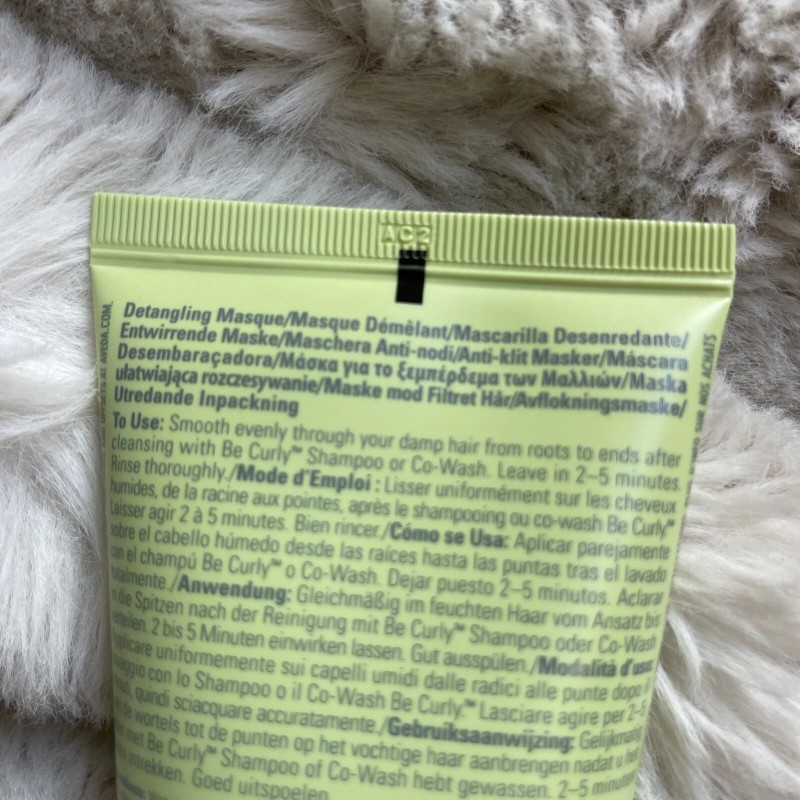 AC2
Detangling Masque/Masque Démêlant/Mascarilla Desenredante/
Entwirrende Maske/Maschera Anti-nodi/Anti-klit Masker/Máscara
Desembaraçadora/Μάσκα για το ξεμπέρδεμα των Μαλλιών/Maska
ułatwiająca rozczesywanie/Maske mod Filtret Hår/Avflokningsmaske/
Utredande Inpackning
To Use: Smooth evenly through your damp hair from roots to ends after
cleansing with Be Curly™ Shampoo or Co-Wash. Leave in 2–5 minutes.
Rinse thoroughly./Mode d'Emploi : Lisser uniformément sur les cheveux
humides, de la racine aux pointes, après le shampooing ou co-wash Be Curly™
Laisser agir 2 à 5 minutes. Bien rincer./Cómo se Usa: Aplicar parejamente
sobre el cabello húmedo desde las raíces hasta las puntas tras el lavado
con el champú Be Curly™ o Co-Wash. Dejar puesto 2–5 minutos. Aclarar
totalmente./Anwendung: Gleichmäßig im feuchten Haar vom Ansatz bis
die Spitzen nach der Reinigung mit Be Curly™ Shampoo oder Co-Wash
verteilen. 2 bis 5 Minuten einwirken lassen. Gut ausspülen./Modalità d'uso:
applicare uniformemente sui capelli umidi dalle radici alle punte dopo
con lo Shampoo o il Co-Wash Be Curly.™ Lasciare agire per 2–5
quindi sciacquare accuratamente./Gebruiksaanwijzing: Gelijkmatig
de wortels tot de punten op het vochtige haar aanbrengen nadat u
met Be Curly™ Shampoo of Co-Wash hebt gewassen. 2–5
intrekken. Goed uitspoelen.
AT AVEDA.COM.
ACHATS